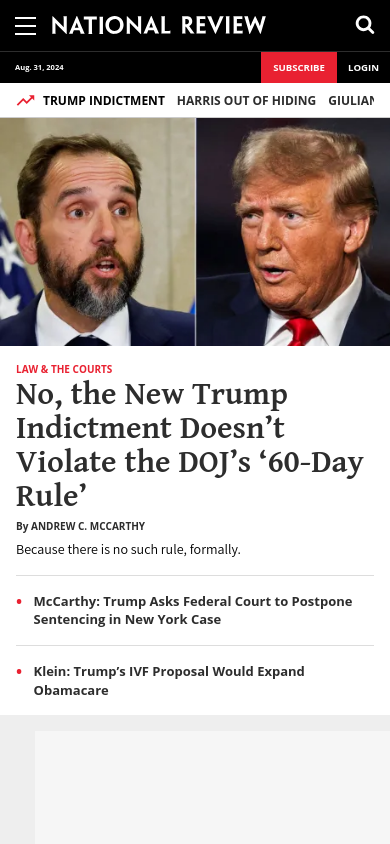 NATIONAL REVIEW
Aug. 31, 2024
SUBSCRIBE
LOGIN
TRUMP INDICTMENT HARRIS OUT OF HIDING GIULIAN
LAW & THE COURTS
No, the New Trump
Indictment Doesn’t
Violate the DOJ’s ‘60-Day
Rule’
By ANDREW C. MCCARTHY
Because there is no such rule, formally.
McCarthy: Trump Asks Federal Court to Postpone
Sentencing in New York Case
Klein: Trump’s IVF Proposal Would Expand
Obamacare